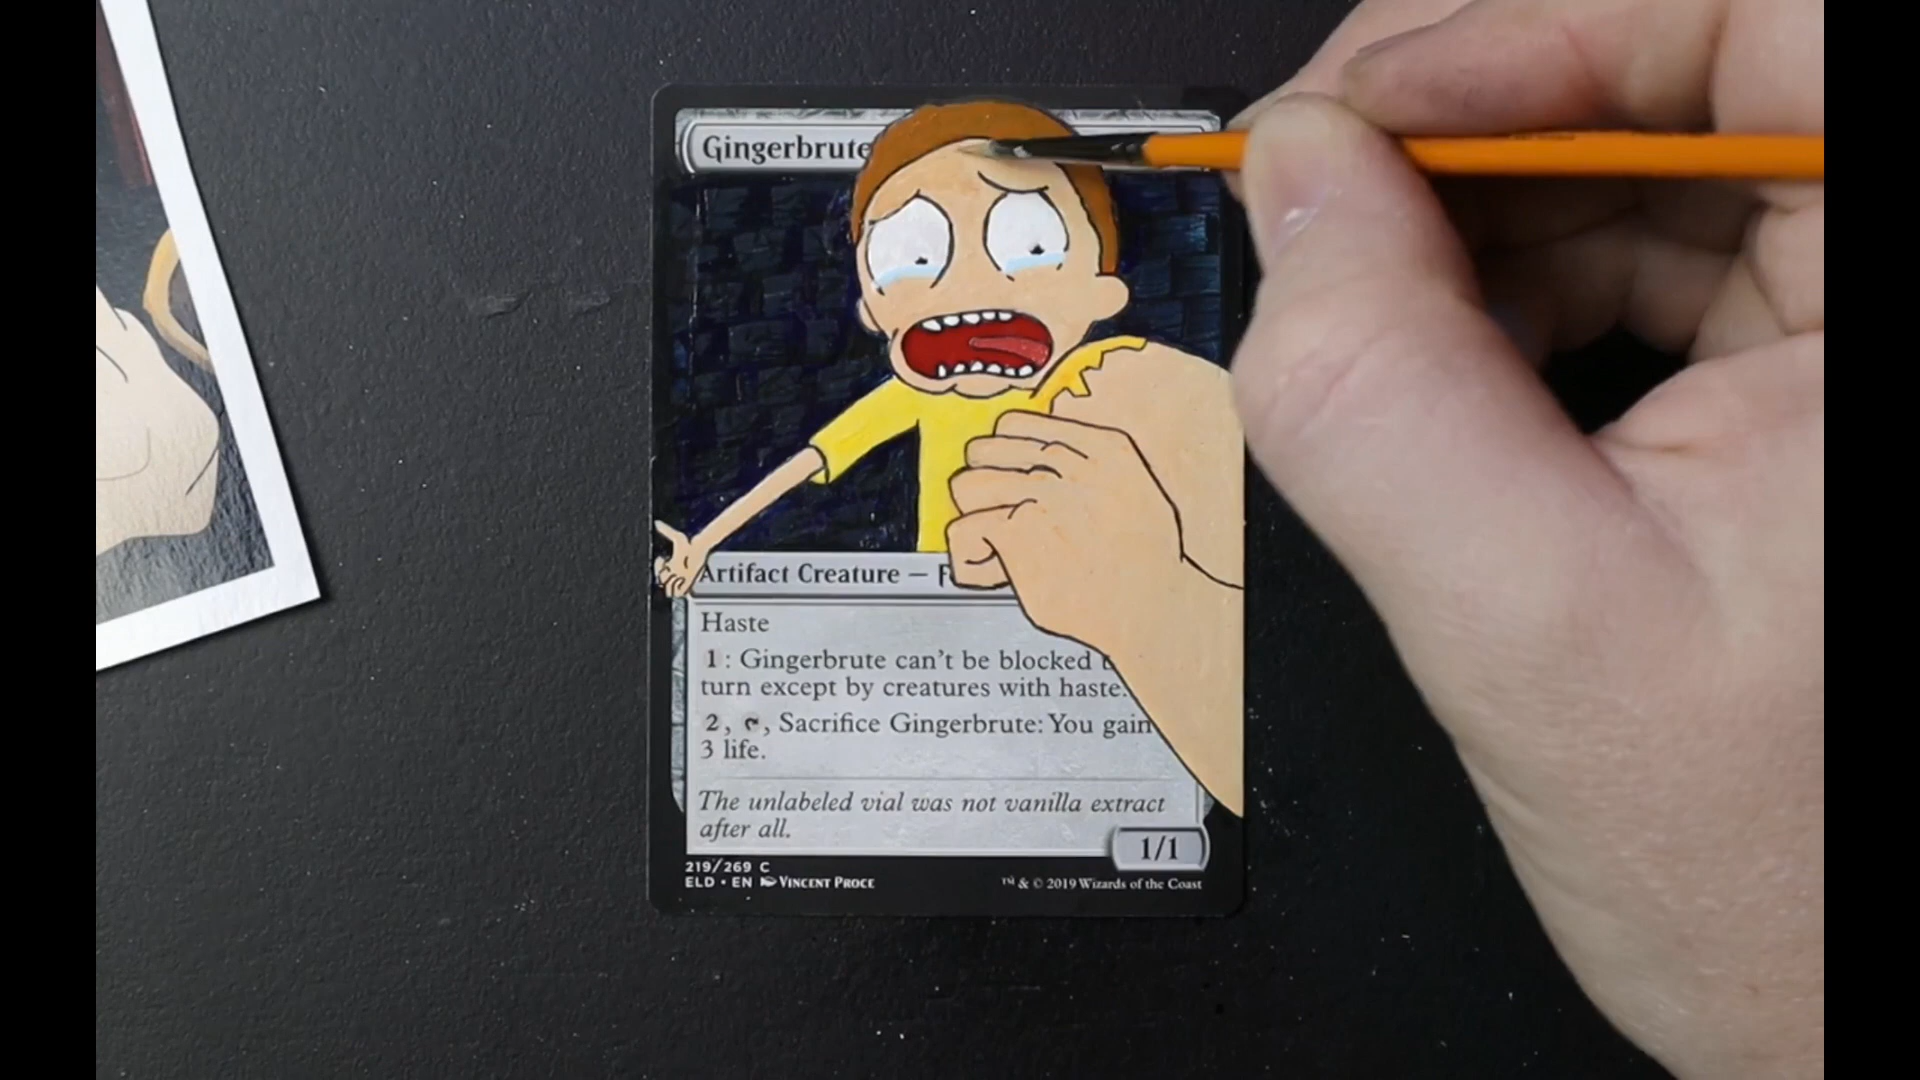 Gingerbrute
Artifact Creature —
Haste
1: Gingerbrute can't be blocked
turn except by creatures with haste.
2, , Sacrifice Gingerbrute: You gain
3 life.
The unlabeled vial was not vanilla extract
after all.
1/1
219/269 C
ELD • EN VINCENT PROCE
™ & © 2019 Wizards of the Coast